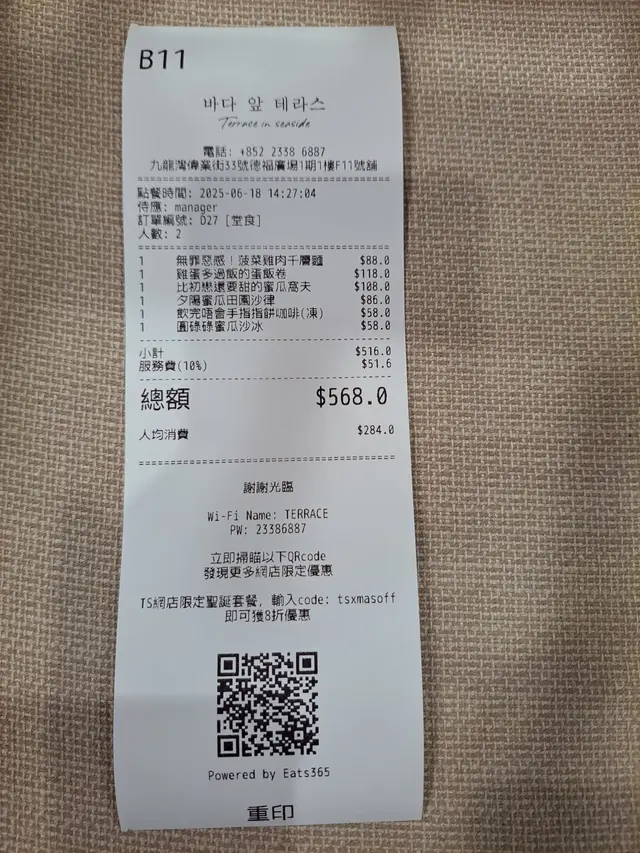 B11
바다 앞 테라스
Terrace in seaside
電話: +852 2338 6887
九龍灣偉業街33號德福廣場1期1樓F11號舖
點餐時間: 2025-06-18 14:27:04
侍應: manager
訂單編號: D27 [堂食]
人數: 2
1 無罪惡感！菠菜雞肉千層麵 $88.0
1 雞蛋多過飯的蛋飯卷 $118.0
1 比初戀還要甜的蜜瓜窩夫 $108.0
1 夕陽蜜瓜田園沙律 $86.0
1 飲完唔會手指指餅咖啡(凍) $58.0
1 圓碌碌蜜瓜沙冰 $58.0
小計 $516.0
服務費(10%) $51.6
總額 $568.0
人均消費 $284.0
謝謝光臨
Wi-Fi Name: TERRACE
PW: 23386887
立即掃瞄以下QRcode
發現更多網店限定優惠
TS網店限定聖誕套餐, 輸入code: tsxmasoff
即可獲8折優惠
Powered by Eats365
重印